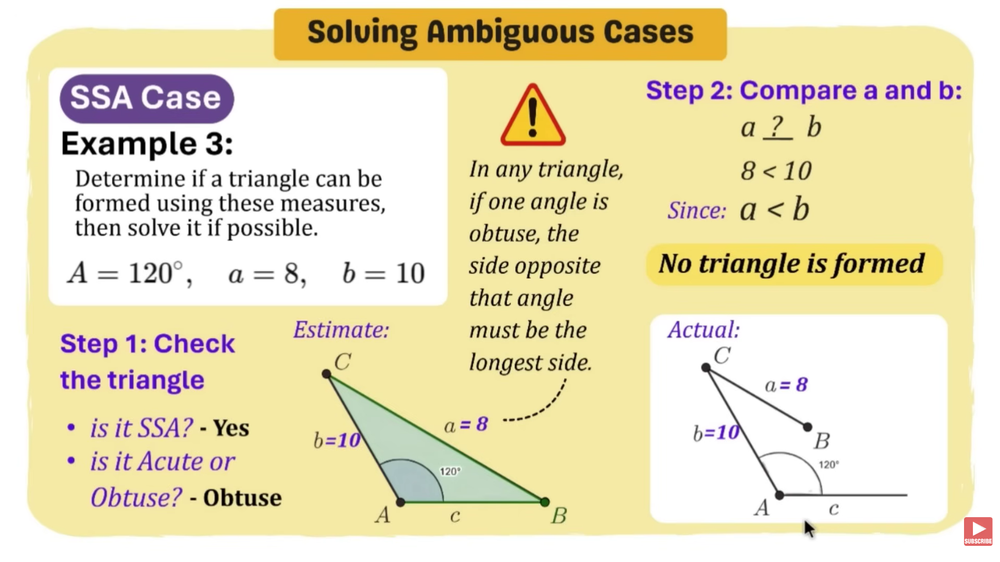 Solving Ambiguous Cases
SSA Case
Example 3:
Determine if a triangle can be
formed using these measures,
then solve it if possible.
A = 120°, a = 8, b = 10
Step 1: Check
the triangle
• is it SSA? - Yes
• is it Acute or
Obtuse? - Obtuse
Estimate:
C
b=10
a = 8
120°
A
c
B
In any triangle,
if one angle is
obtuse, the
side opposite
that angle
must be the
longest side.
Step 2: Compare a and b:
a ? b
8 < 10
Since: a < b
No triangle is formed
Actual:
C
a = 8
b=10
B
120°
A
c
SUBSCRIBE